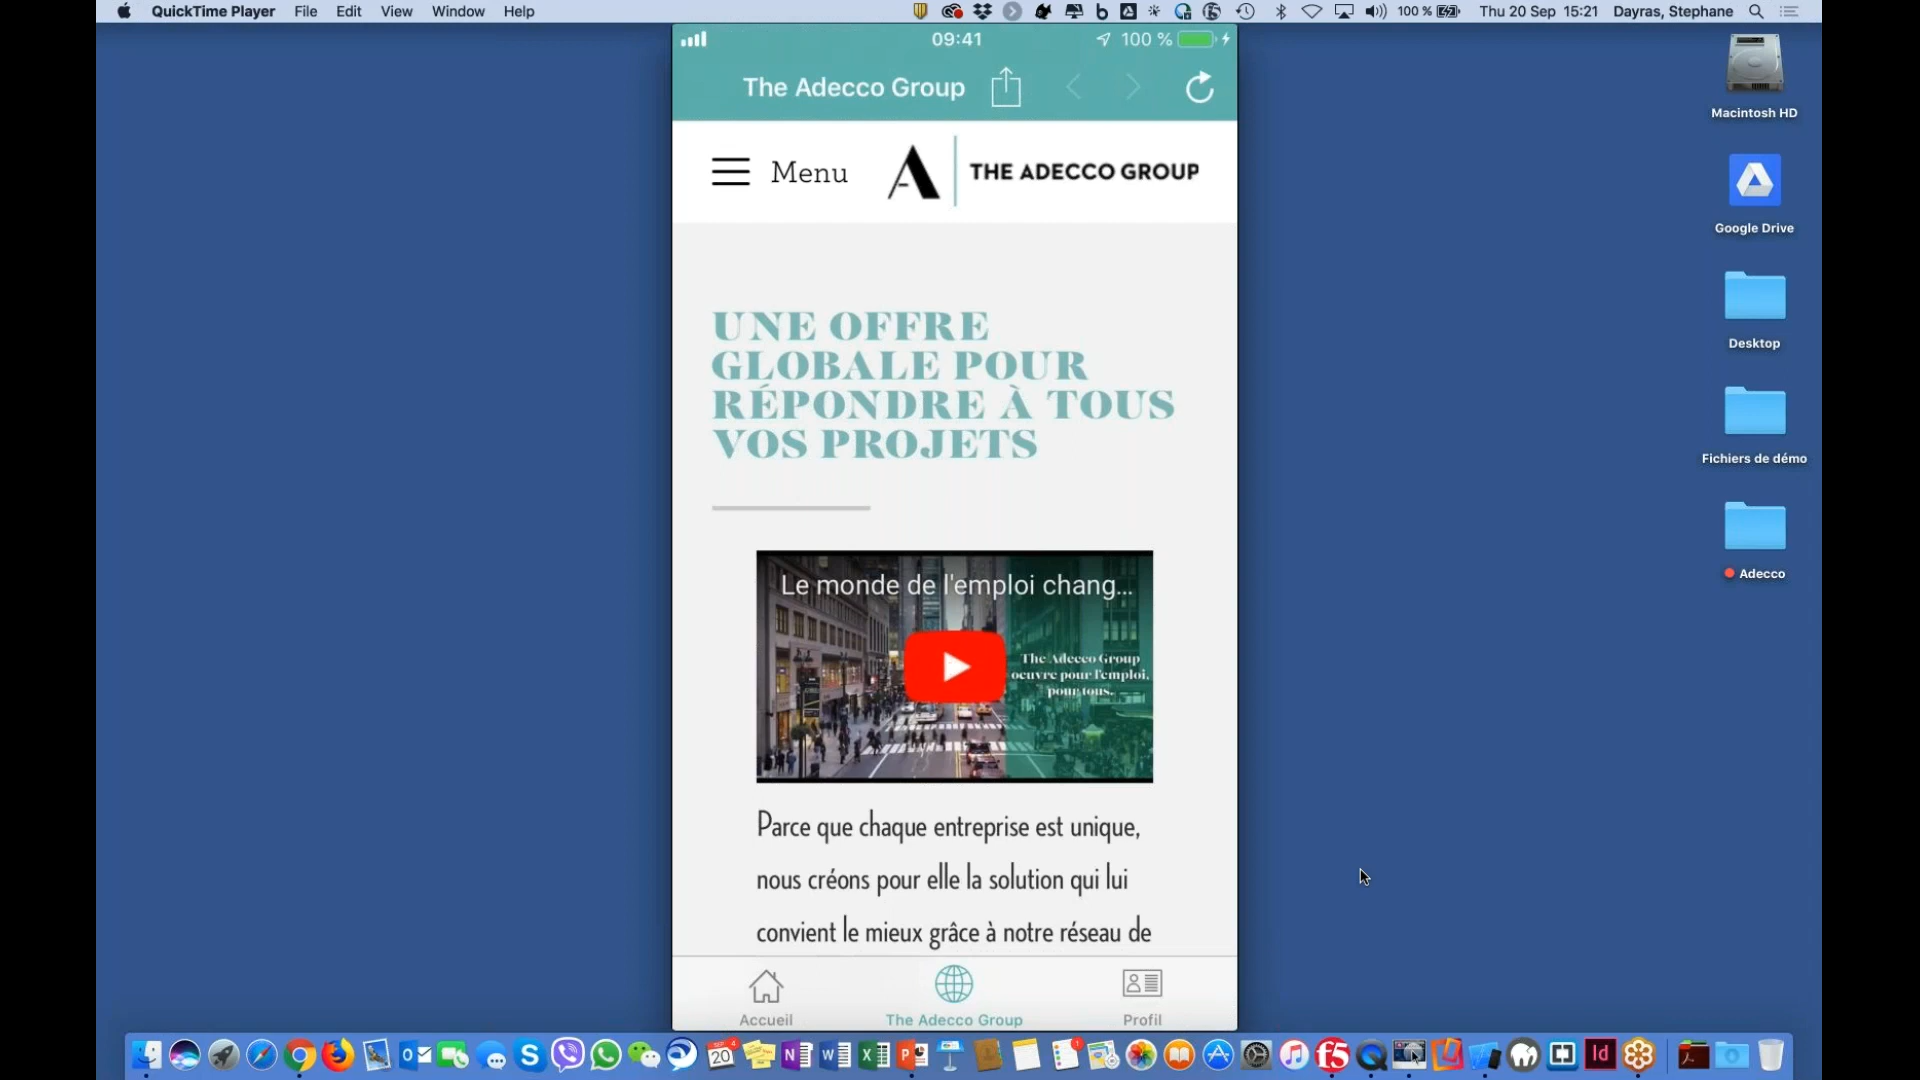 QuickTime Player File Edit View Window Help
100 % Thu 20 Sep 15:21 Dayras, Stephane
09:41 100 %
The Adecco Group
Menu
THE ADECCO GROUP
UNE OFFRE
GLOBALE POUR
RÉPONDRE À TOUS
VOS PROJETS
Le monde de l'emploi chang...
The Adecco Group
oeuvre pour l'emploi,
pour tous.
Parce que chaque entreprise est unique,
nous créons pour elle la solution qui lui
convient le mieux grâce à notre réseau de
Accueil The Adecco Group Profil
Macintosh HD
Google Drive
Desktop
Fichiers de démo
Adecco